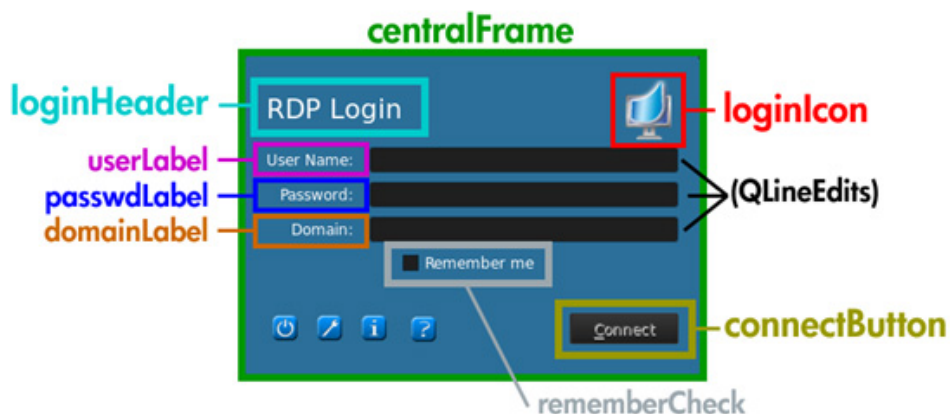 centralFrame
loginHeader
RDP Login
loginIcon
userLabel
User Name:
passwdLabel
Password:
(QLineEdits)
domainLabel
Domain:
Remember me
Connect
connectButton
rememberCheck